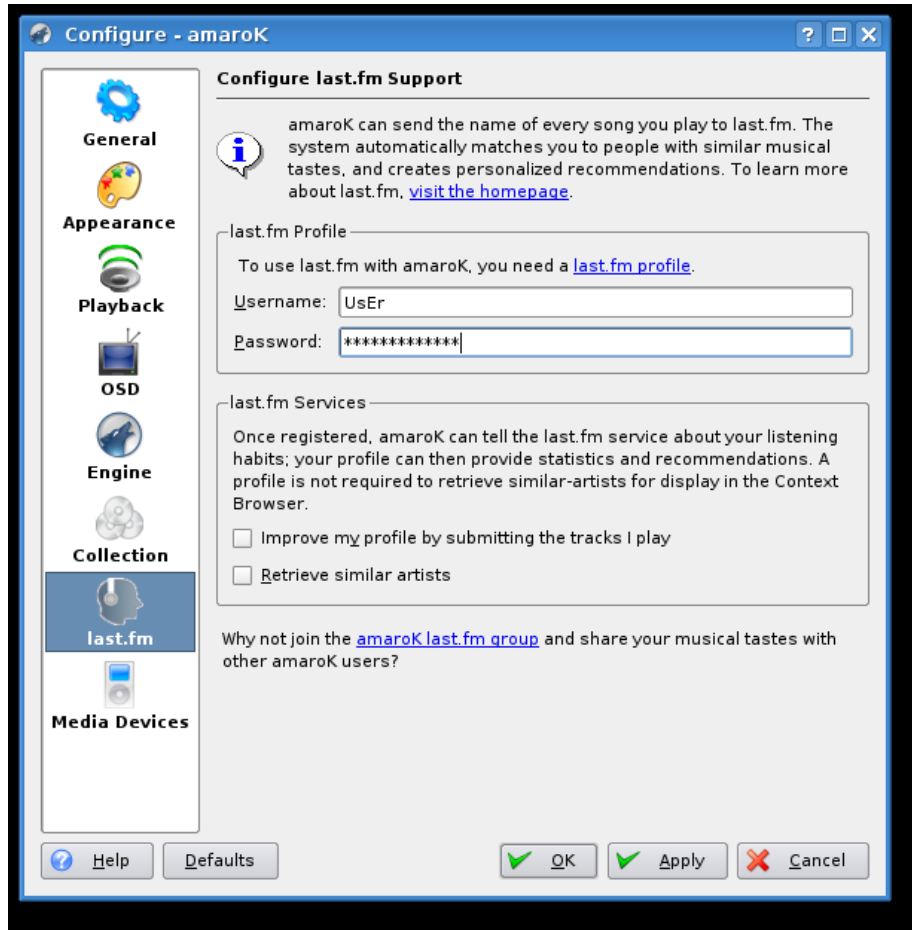 Configure - amaroK
General
Appearance
Playback
OSD
Engine
Collection
last.fm
Media Devices
Configure last.fm Support
amaroK can send the name of every song you play to last.fm. The
system automatically matches you to people with similar musical
tastes, and creates personalized recommendations. To learn more
about last.fm, visit the homepage.
last.fm Profile
To use last.fm with amaroK, you need a last.fm profile.
Username: UsEr
Password: *************
last.fm Services
Once registered, amaroK can tell the last.fm service about your listening
habits; your profile can then provide statistics and recommendations. A
profile is not required to retrieve similar-artists for display in the Context
Browser.
Improve my profile by submitting the tracks I play
Retrieve similar artists
Why not join the amaroK last.fm group and share your musical tastes with
other amaroK users?
Help Defaults OK Apply Cancel